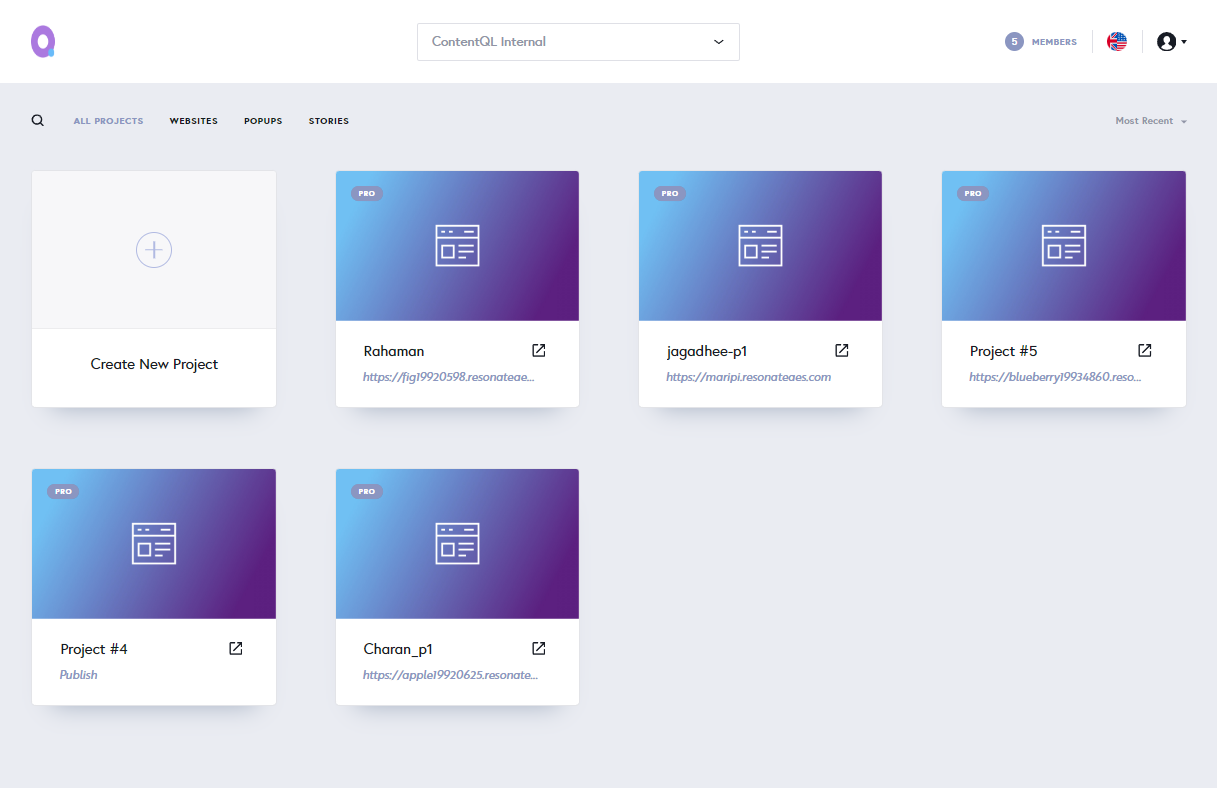 ContentQL Internal
5 MEMBERS
ALL PROJECTS WEBSITES POPUPS STORIES
Most Recent
Create New Project
PRO
Rahaman
https://fig19920598.resonateae...
PRO
jagadhee-p1
https://maripi.resonateaes.com
PRO
Project #5
https://blueberry19934860.reso...
PRO
Project #4
Publish
PRO
Charan_p1
https://apple19920625.resonate...